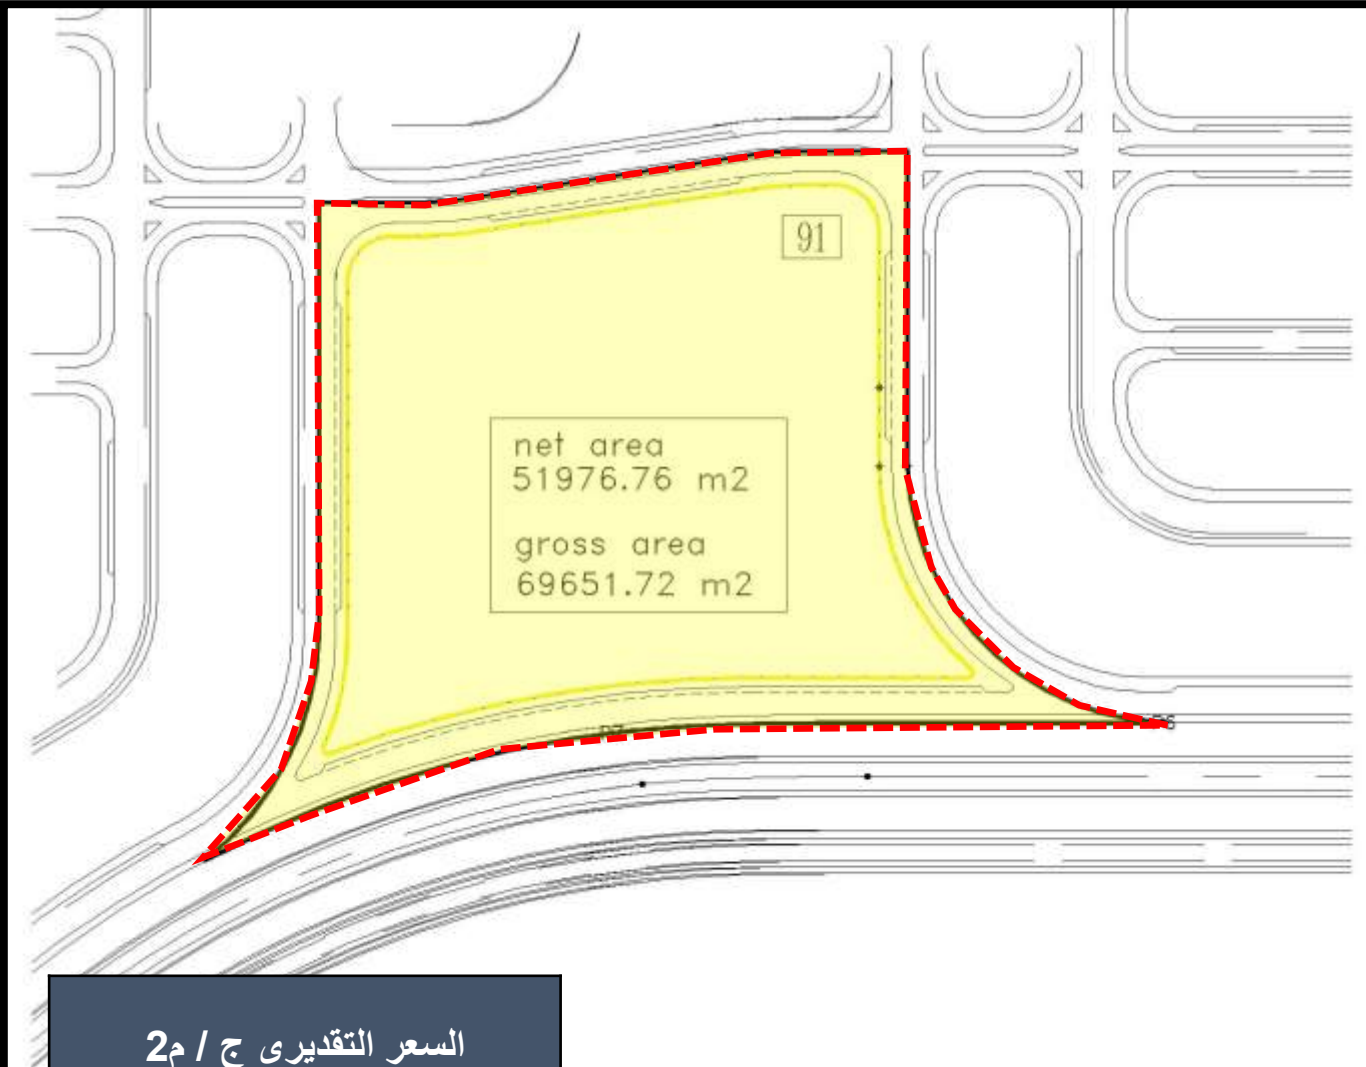 91
net area
51976.76 m2
gross area
69651.72 m2
السعر التقديرى ج / م2